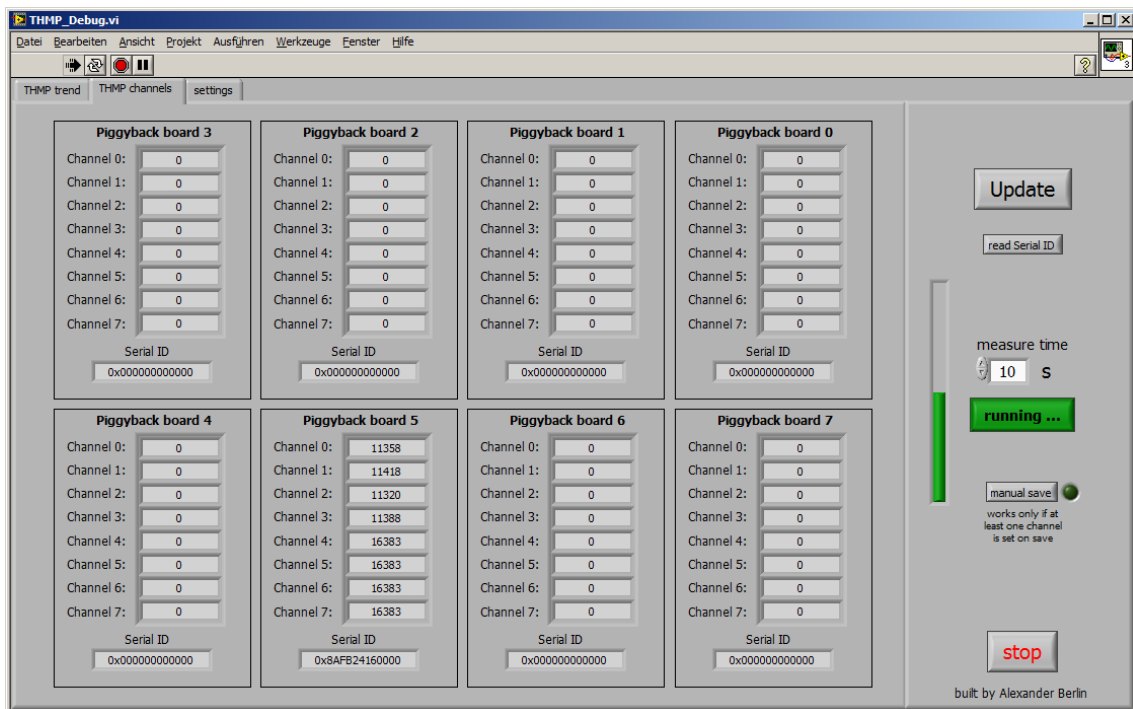 THMP_Debug.vi
Datei Bearbeiten Ansicht Projekt Ausführen Werkzeuge Fenster Hilfe
3
THMP trend THMP channels settings
Piggyback board 3
Channel 0: 0
Channel 1: 0
Channel 2: 0
Channel 3: 0
Channel 4: 0
Channel 5: 0
Channel 6: 0
Channel 7: 0
Serial ID
0x000000000000
Piggyback board 2
Channel 0: 0
Channel 1: 0
Channel 2: 0
Channel 3: 0
Channel 4: 0
Channel 5: 0
Channel 6: 0
Channel 7: 0
Serial ID
0x000000000000
Piggyback board 1
Channel 0: 0
Channel 1: 0
Channel 2: 0
Channel 3: 0
Channel 4: 0
Channel 5: 0
Channel 6: 0
Channel 7: 0
Serial ID
0x000000000000
Piggyback board 0
Channel 0: 0
Channel 1: 0
Channel 2: 0
Channel 3: 0
Channel 4: 0
Channel 5: 0
Channel 6: 0
Channel 7: 0
Serial ID
0x000000000000
Piggyback board 4
Channel 0: 0
Channel 1: 0
Channel 2: 0
Channel 3: 0
Channel 4: 0
Channel 5: 0
Channel 6: 0
Channel 7: 0
Serial ID
0x000000000000
Piggyback board 5
Channel 0: 11358
Channel 1: 11418
Channel 2: 11320
Channel 3: 11388
Channel 4: 16383
Channel 5: 16383
Channel 6: 16383
Channel 7: 16383
Serial ID
0x8AFB24160000
Piggyback board 6
Channel 0: 0
Channel 1: 0
Channel 2: 0
Channel 3: 0
Channel 4: 0
Channel 5: 0
Channel 6: 0
Channel 7: 0
Serial ID
0x000000000000
Piggyback board 7
Channel 0: 0
Channel 1: 0
Channel 2: 0
Channel 3: 0
Channel 4: 0
Channel 5: 0
Channel 6: 0
Channel 7: 0
Serial ID
0x000000000000
Update
read Serial ID
measure time
10 s
running ...
manual save
works only if at
least one channel
is set on save
stop
built by Alexander Berlin